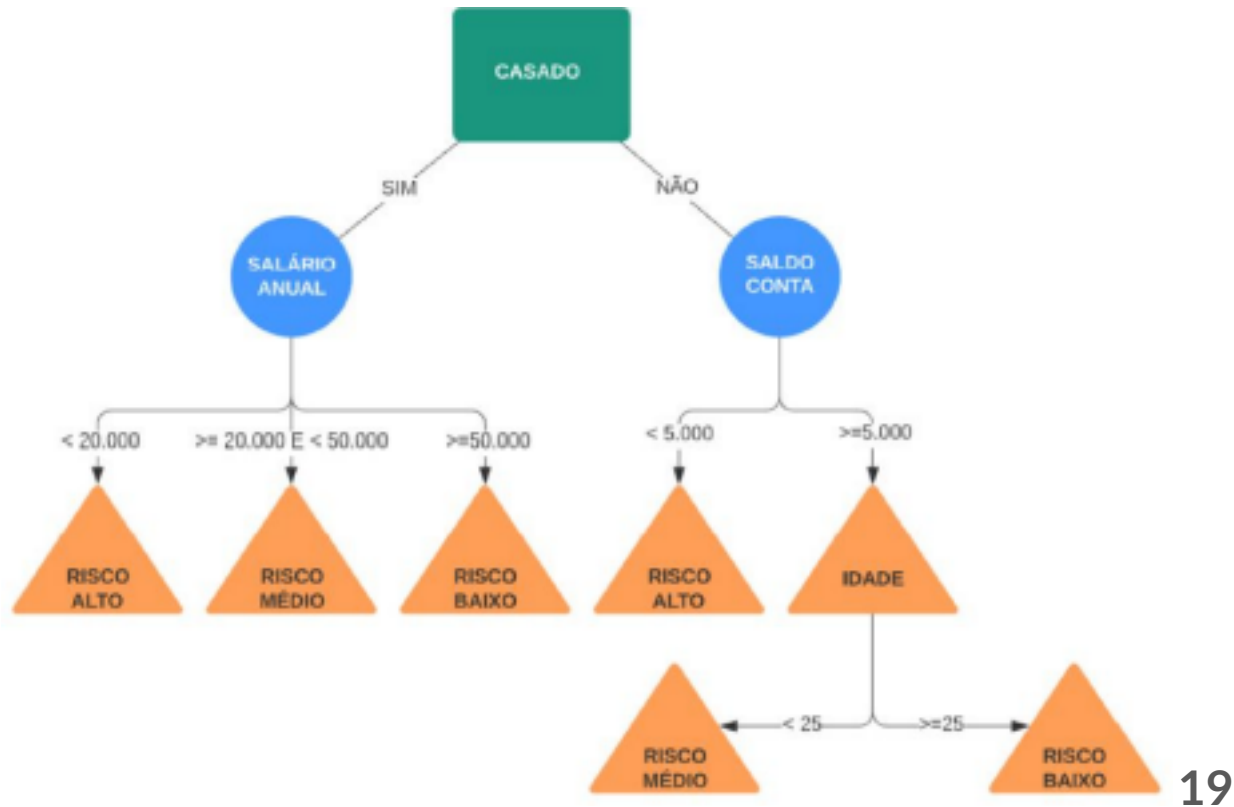 CASADO
SIM
NÃO
SALÁRIO
ANUAL
SALDO
CONTA
< 20.000
>= 20.000 E < 50.000
>=50.000
< 5.000
>=5.000
RISCO
ALTO
RISCO
MÉDIO
RISCO
BAIXO
RISCO
ALTO
IDADE
< 25
>=25
RISCO
MÉDIO
RISCO
BAIXO
19